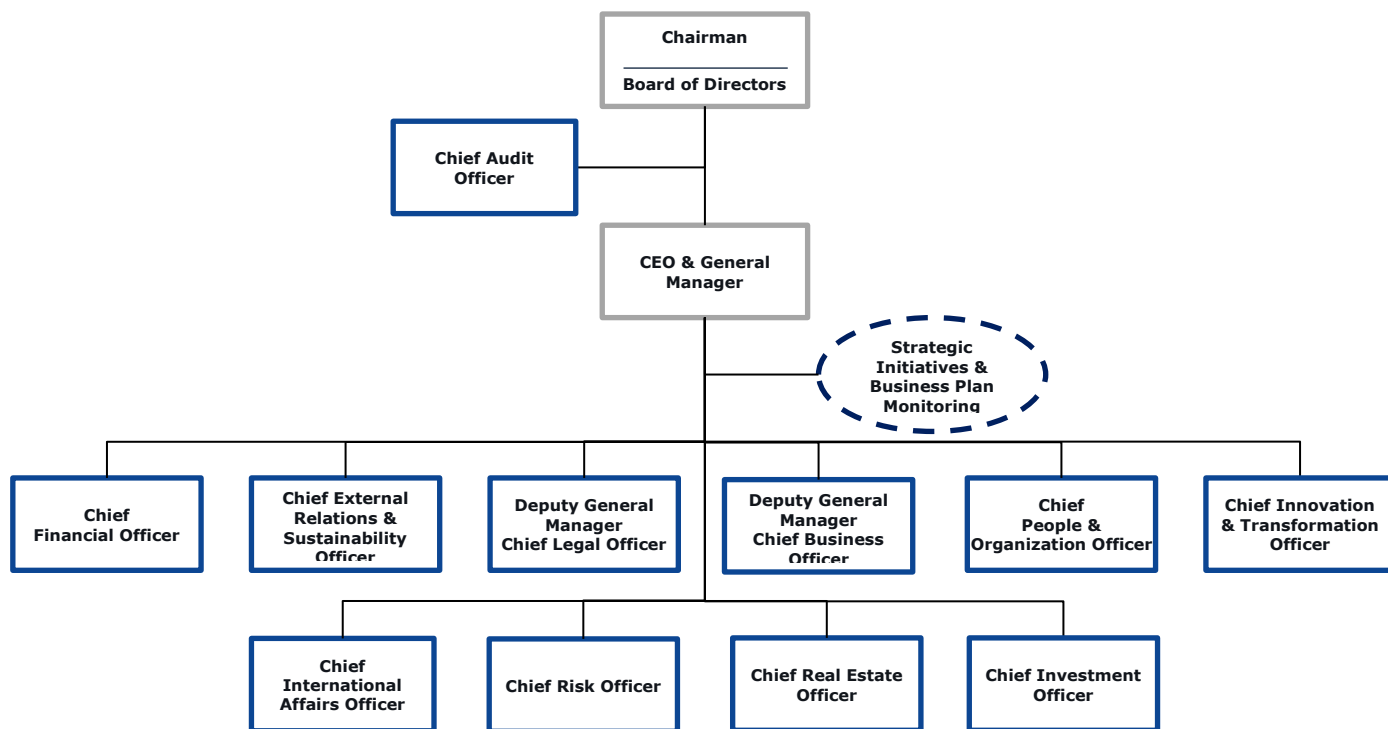 Chairman
Board of Directors
Chief Audit
Officer
CEO & General
Manager
Strategic
Initiatives &
Business Plan
Monitoring
Chief
Financial Officer
Chief External
Relations &
Sustainability
Officer
Deputy General
Manager
Chief Legal Officer
Deputy General
Manager
Chief Business
Officer
Chief
People &
Organization Officer
Chief Innovation
& Transformation
Officer
Chief
International
Affairs Officer
Chief Risk Officer
Chief Real Estate
Officer
Chief Investment
Officer